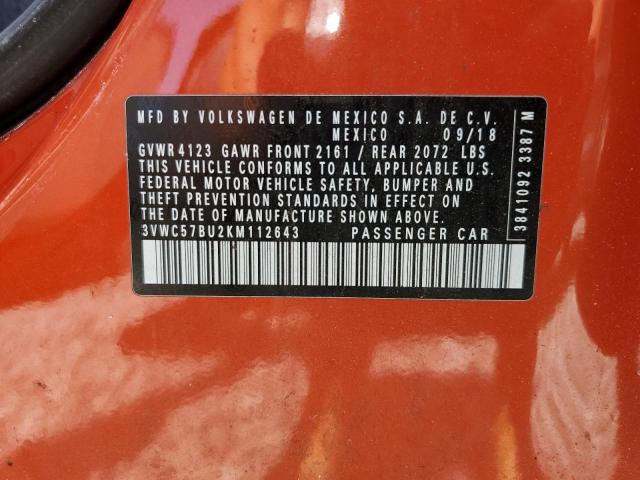 MFD BY VOLKSWAGEN DE MEXICO S.A. DE C.V.
MEXICO 09/18
GVWR 4123 GAWR FRONT 2161 / REAR 2072 LBS
THIS VEHICLE CONFORMS TO ALL APPLICABLE U.S.
FEDERAL MOTOR VEHICLE SAFETY, BUMPER AND
THEFT PREVENTION STANDARDS IN EFFECT ON
THE DATE OF MANUFACTURE SHOWN ABOVE.
3VWC57BU2KM112643 PASSENGER CAR
3841092 3387 M